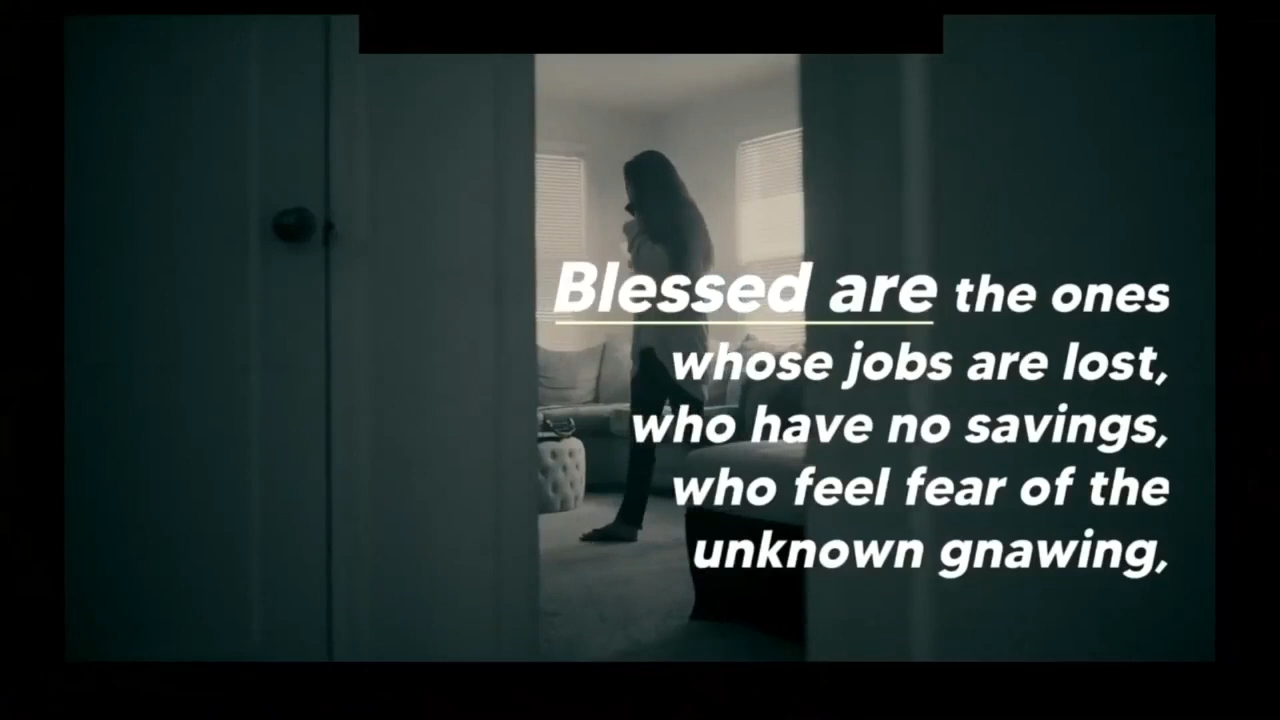 Blessed are the ones
whose jobs are lost,
who have no savings,
who feel fear of the
unknown gnawing,